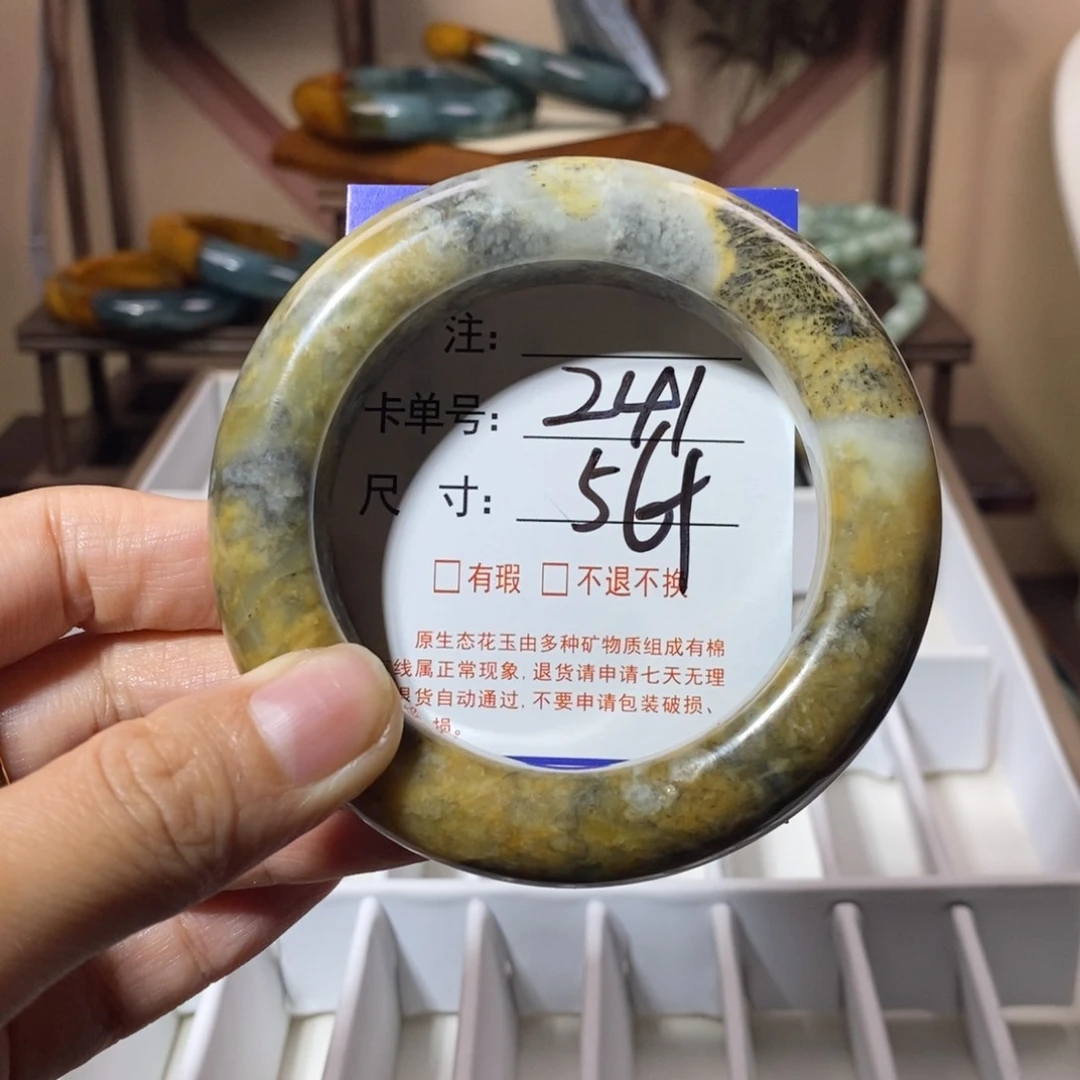 注:
卡单号: 2491
尺 寸: 56
□有瑕 □不退不换
原生态花玉由多种矿物质组成有棉
线属正常现象,退货请申请七天无理
退货自动通过,不要申请包装破损、
损。